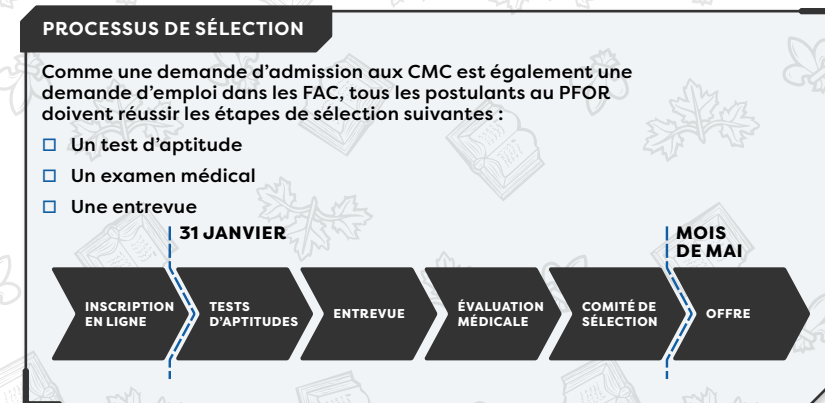 PROCESSUS DE SÉLECTION
Comme une demande d'admission aux CMC est également une
demande d'emploi dans les FAC, tous les postulants au PFOR
doivent réussir les étapes de sélection suivantes :
Un test d'aptitude
Un examen médical
Une entrevue
31 JANVIER
MOIS
DE MAI
INSCRIPTION
EN LIGNE
TESTS
D'APTITUDES
ENTREVUE
ÉVALUATION
MÉDICALE
COMITÉ DE
SÉLECTION
OFFRE